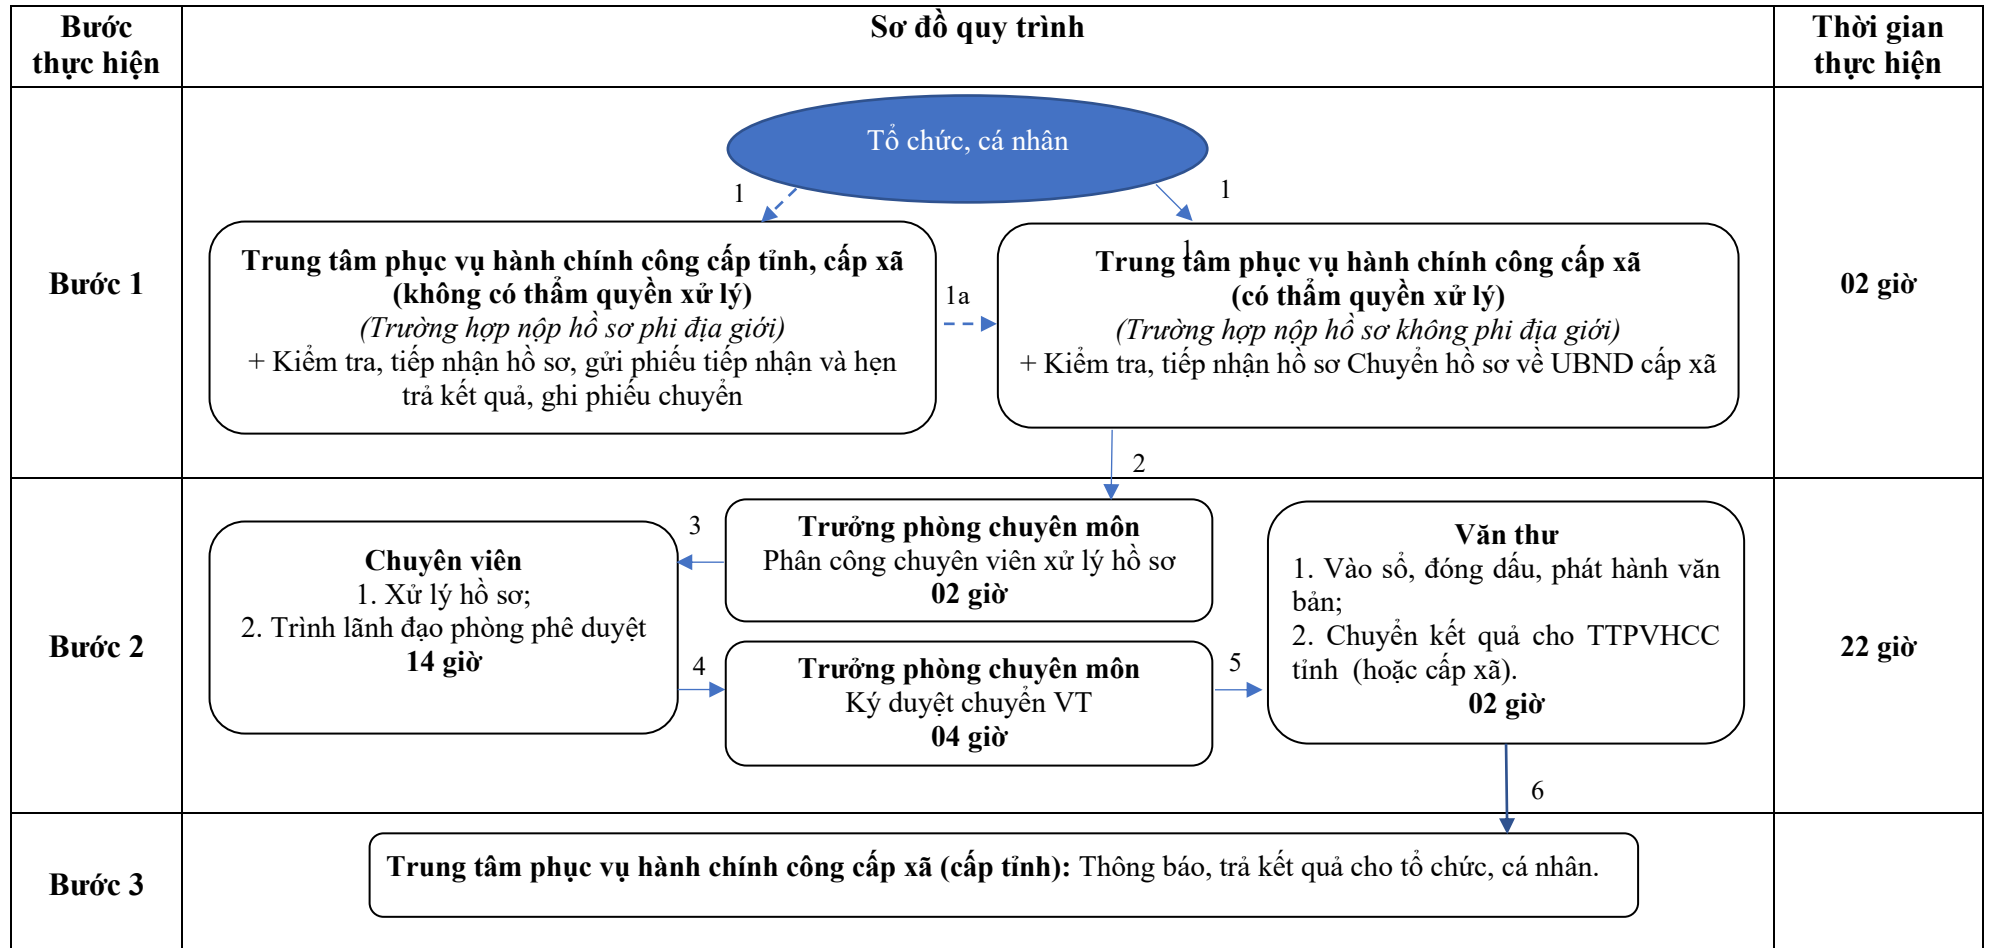 Bước
thực hiện
Sơ đồ quy trình
Thời gian
thực hiện
Bước 1
Tổ chức, cá nhân
1
1
Trung tâm phục vụ hành chính công cấp tỉnh, cấp xã
(không có thẩm quyền xử lý)
(Trường hợp nộp hồ sơ phi địa giới)
+ Kiểm tra, tiếp nhận hồ sơ, gửi phiếu tiếp nhận và hẹn
trả kết quả, ghi phiếu chuyển
1a
1
Trung tâm phục vụ hành chính công cấp xã
(có thẩm quyền xử lý)
(Trường hợp nộp hồ sơ không phi địa giới)
+ Kiểm tra, tiếp nhận hồ sơ Chuyển hồ sơ về UBND cấp xã
02 giờ
2
Bước 2
Chuyên viên
1. Xử lý hồ sơ;
2. Trình lãnh đạo phòng phê duyệt
14 giờ
3
Trưởng phòng chuyên môn
Phân công chuyên viên xử lý hồ sơ
02 giờ
4
Trưởng phòng chuyên môn
Ký duyệt chuyển VT
04 giờ
5
Văn thư
1. Vào sổ, đóng dấu, phát hành văn
bản;
2. Chuyển kết quả cho TTPVHCC
tỉnh (hoặc cấp xã).
02 giờ
22 giờ
6
Bước 3
Trung tâm phục vụ hành chính công cấp xã (cấp tỉnh): Thông báo, trả kết quả cho tổ chức, cá nhân.